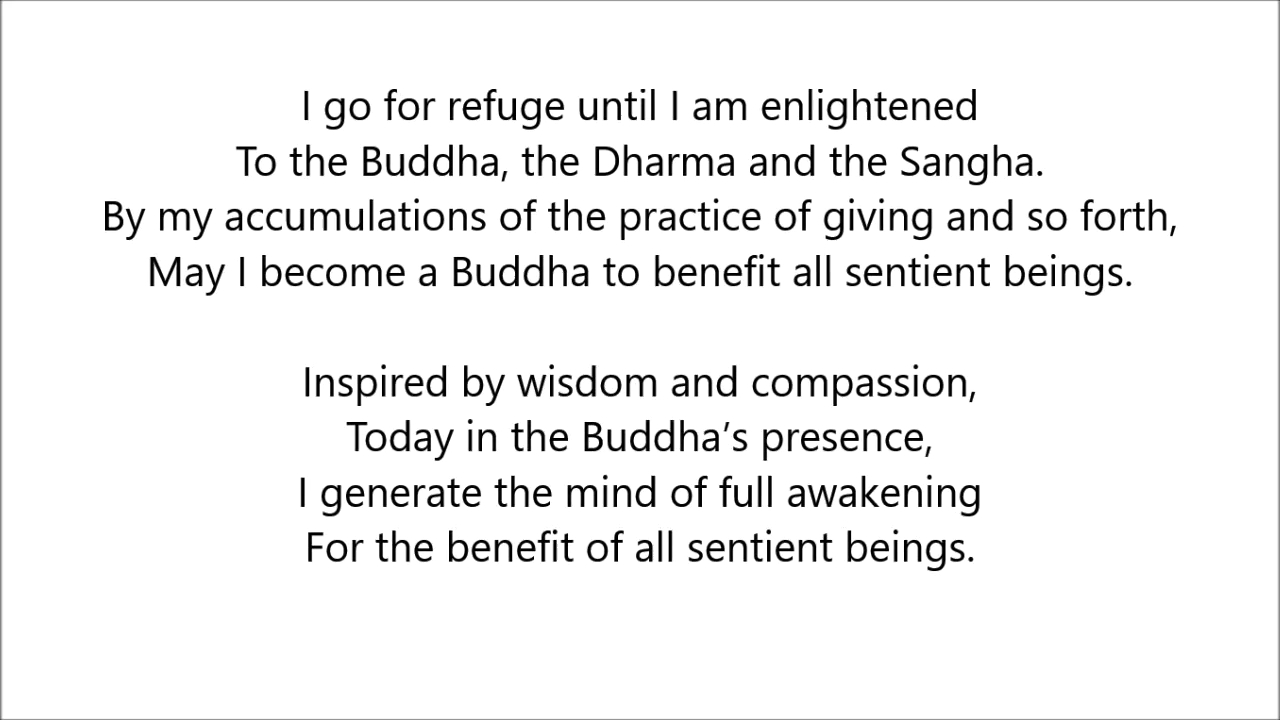 I go for refuge until I am enlightened
To the Buddha, the Dharma and the Sangha.
By my accumulations of the practice of giving and so forth,
May I become a Buddha to benefit all sentient beings.
Inspired by wisdom and compassion,
Today in the Buddha’s presence,
I generate the mind of full awakening
For the benefit of all sentient beings.